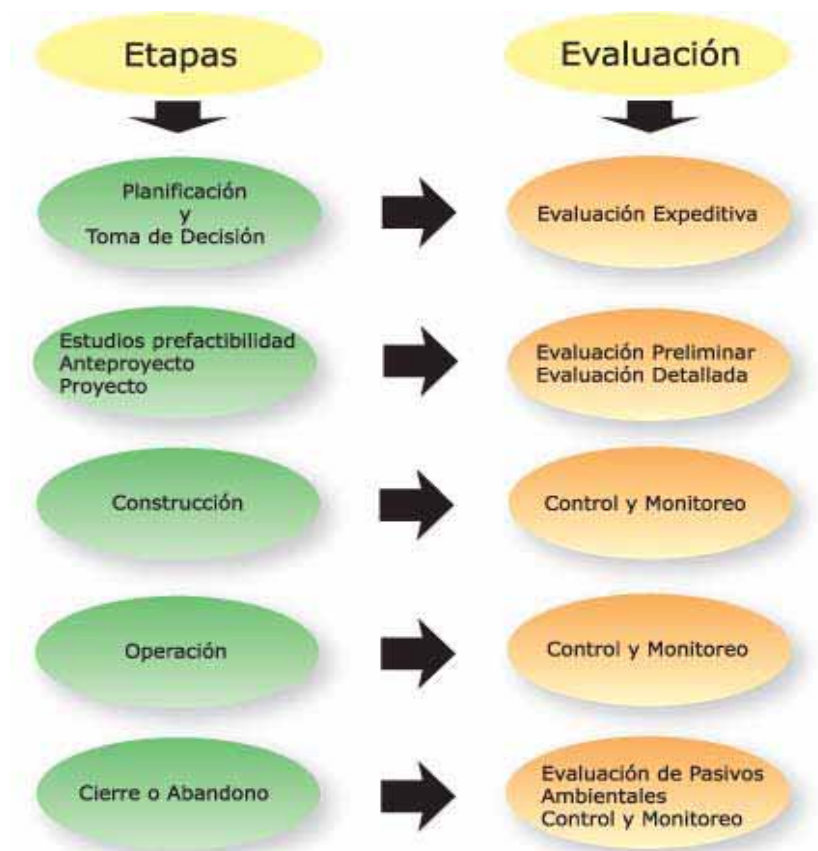 Etapas
Evaluación
Planificación
y
Toma de Decisión
Evaluación Expeditiva
Estudios prefactibilidad
Anteproyecto
Proyecto
Evaluación Preliminar
Evaluación Detallada
Construcción
Control y Monitoreo
Operación
Control y Monitoreo
Cierre o Abandono
Evaluación de Pasivos
Ambientales
Control y Monitoreo